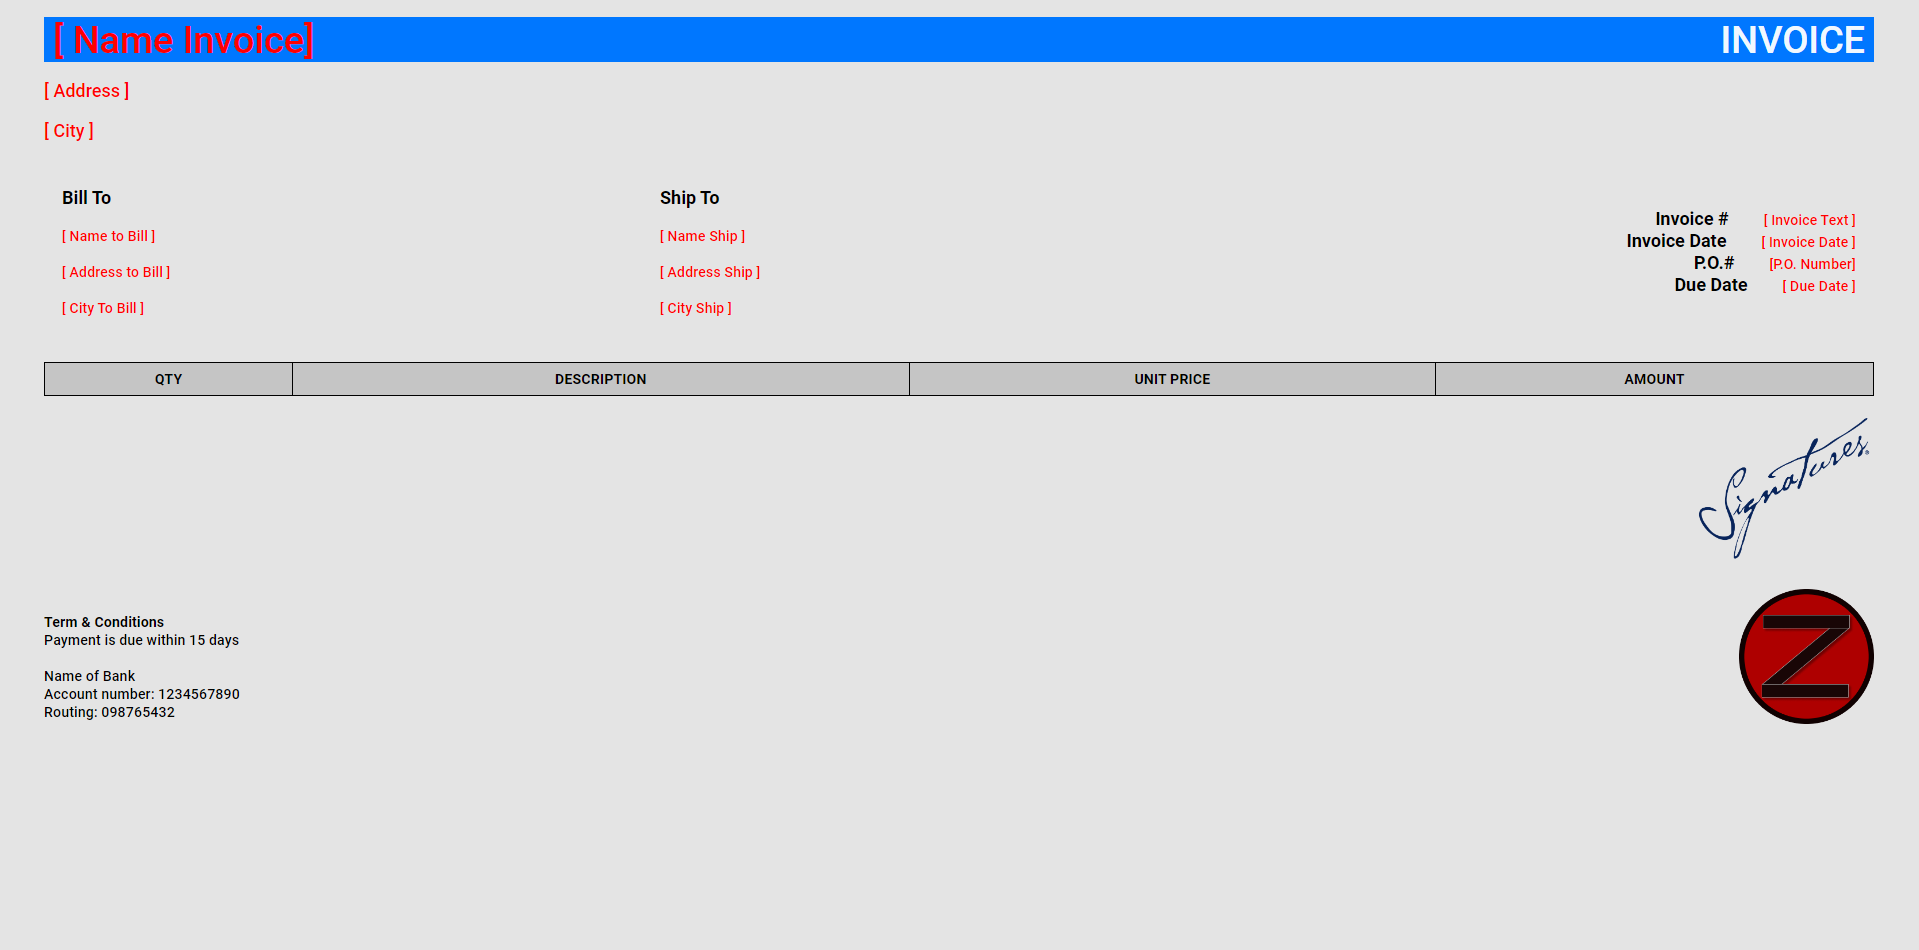 [ Name Invoice]
INVOICE
[ Address ]
[ City ]
Bill To
[ Name to Bill ]
[ Address to Bill ]
[ City To Bill ]
Ship To
[ Name Ship ]
[ Address Ship ]
[ City Ship ]
Invoice # [ Invoice Text ]
Invoice Date [ Invoice Date ]
P.O.# [P.O. Number]
Due Date [ Due Date ]
QTY DESCRIPTION UNIT PRICE AMOUNT
Signatures®
Term & Conditions
Payment is due within 15 days
Name of Bank
Account number: 1234567890
Routing: 098765432
Z